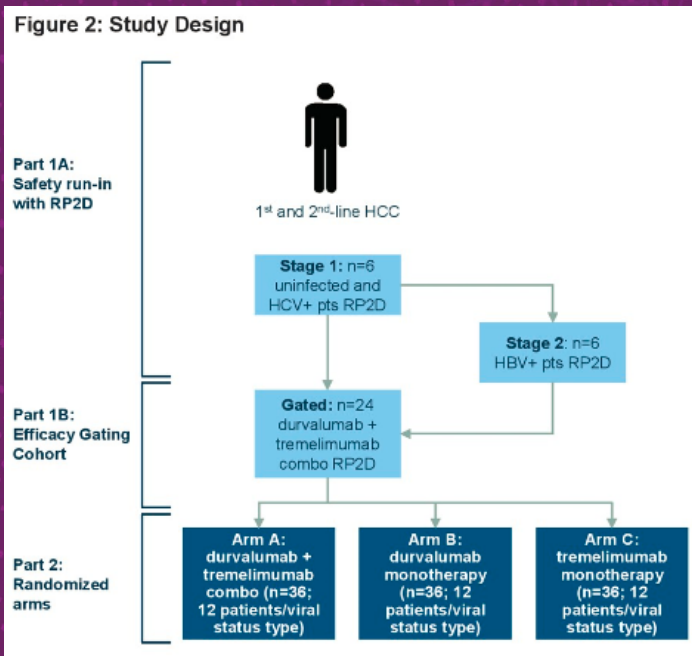 Figure 2: Study Design
Part 1A:
Safety run-in
with RP2D
1st and 2nd-line HCC
Stage 1: n=6
uninfected and
HCV+ pts RP2D
Stage 2: n=6
HBV+ pts RP2D
Part 1B:
Efficacy Gating
Cohort
Gated: n=24
durvalumab +
tremelimumab
combo RP2D
Part 2:
Randomized
arms
Arm A:
durvalumab +
tremelimumab
combo (n=36;
12 patients/viral
status type)
Arm B:
durvalumab
monotherapy
(n=36; 12
patients/viral
status type)
Arm C:
tremelimumab
monotherapy
(n=36; 12
patients/viral
status type)